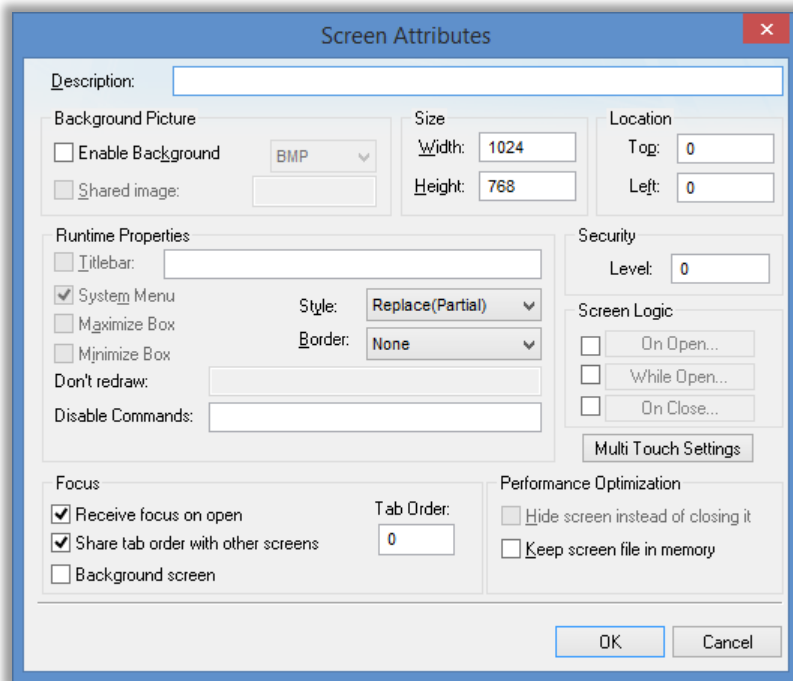 Screen Attributes
Description:
Background Picture
Enable Background
BMP
Shared image:
Size
Width: 1024
Height: 768
Location
Top: 0
Left: 0
Runtime Properties
Titlebar:
System Menu
Maximize Box
Minimize Box
Style: Replace(Partial)
Border: None
Don't redraw:
Disable Commands:
Security
Level: 0
Screen Logic
On Open...
While Open...
On Close...
Multi Touch Settings
Focus
Receive focus on open
Share tab order with other screens
Background screen
Tab Order:
0
Performance Optimization
Hide screen instead of closing it
Keep screen file in memory
OK
Cancel